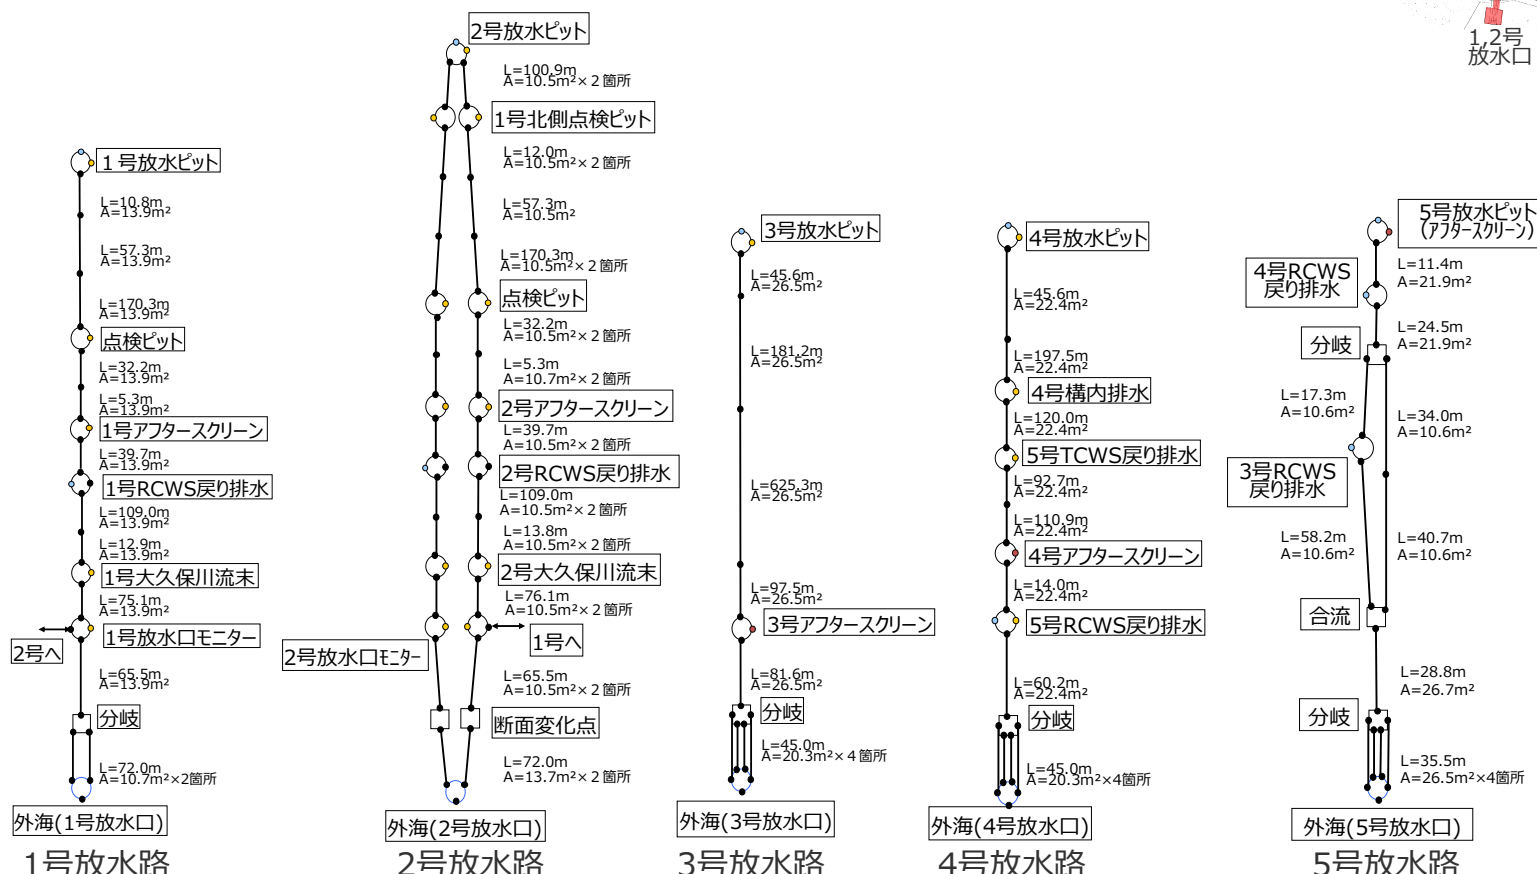 1,2号
放水口
1号放水ピット
L=10.8m
A=13.9m²
L=57.3m
A=13.9m²
L=170.3m
A=13.9m²
点検ピット
L=32.2m
A=13.9m²
L=5.3m
A=13.9m²
1号アフタースクリーン
L=39.7m
A=13.9m²
1号RCWS戻り排水
L=109.0m
A=13.9m²
L=12.9m
A=13.9m²
1号大久保川流末
L=75.1m
A=13.9m²
1号放水口モニター
2号へ
L=65.5m
A=13.9m²
分岐
L=72.0m
A=10.7m²×2箇所
外海(1号放水口)
1号放水路
2号放水ピット
L=100.9m
A=10.5m²×2箇所
1号北側点検ピット
L=12.0m
A=10.5m²×2箇所
L=57.3m
A=10.5m²
L=170.3m
A=10.5m²×2箇所
点検ピット
L=32.2m
A=10.5m²×2箇所
L=5.3m
A=10.7m²×2箇所
2号アフタースクリーン
L=39.7m
A=10.5m²×2箇所
2号RCWS戻り排水
L=109.0m
A=10.5m²×2箇所
L=13.8m
A=10.5m²×2箇所
2号大久保川流末
L=76.1m
A=10.5m²×2箇所
1号へ
2号放水口モニター
L=65.5m
A=10.5m²×2箇所
断面変化点
L=72.0m
A=13.7m²×2箇所
外海(2号放水口)
2号放水路
3号放水ピット
L=45.6m
A=26.5m²
L=181.2m
A=26.5m²
L=625.3m
A=26.5m²
L=97.5m
A=26.5m²
3号アフタースクリーン
L=81.6m
A=26.5m²
分岐
L=45.0m
A=20.3m²×4箇所
外海(3号放水口)
3号放水路
4号放水ピット
L=45.6m
A=22.4m²
L=197.5m
A=22.4m²
4号構内排水
L=120.0m
A=22.4m²
5号TCWS戻り排水
L=92.7m
A=22.4m²
L=110.9m
A=22.4m²
4号アフタースクリーン
L=14.0m
A=22.4m²
5号RCWS戻り排水
L=60.2m
A=22.4m²
分岐
L=45.0m
A=20.3m²×4箇所
外海(4号放水口)
4号放水路
5号放水ピット
(アフタースクリーン)
L=11.4m
A=21.9m²
4号RCWS
戻り排水
L=24.5m
A=21.9m²
分岐
L=17.3m
A=10.6m²
L=34.0m
A=10.6m²
3号RCWS
戻り排水
L=58.2m
A=10.6m²
L=40.7m
A=10.6m²
合流
L=28.8m
A=26.7m²
分岐
L=35.5m
A=26.5m²×4箇所
外海(5号放水口)
5号放水路